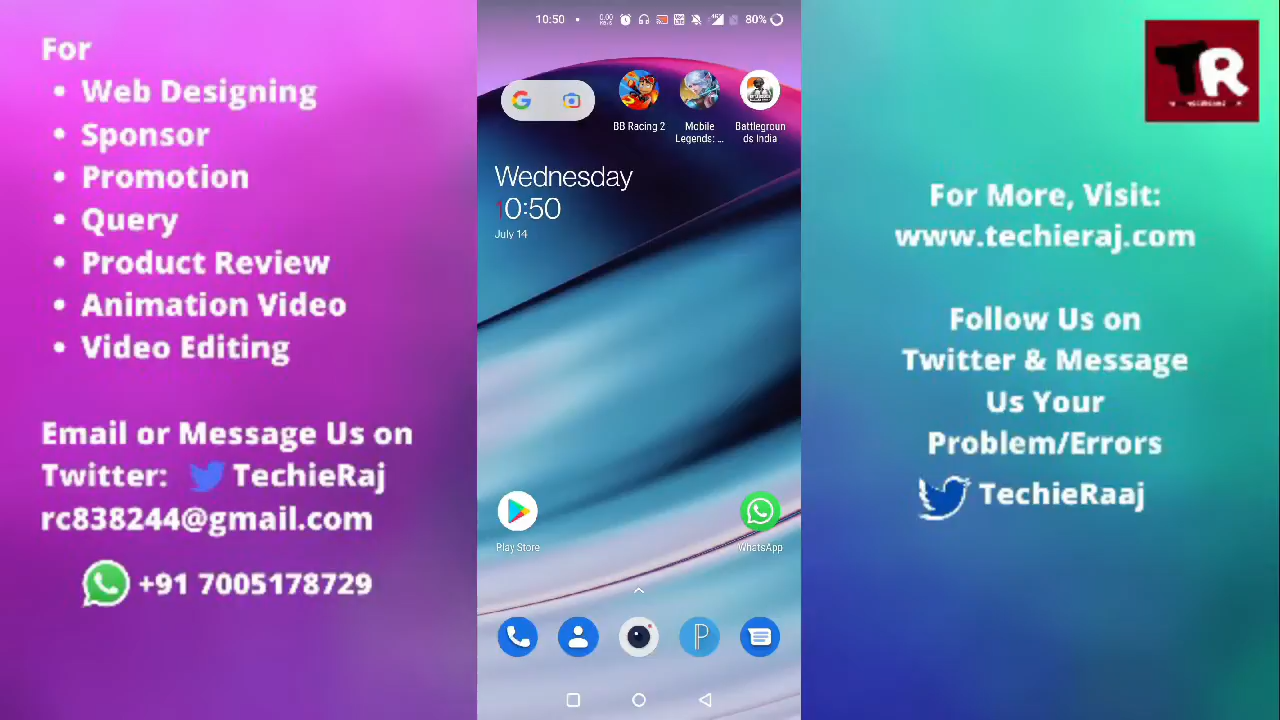 For
• Web Designing
• Sponsor
• Promotion
• Query
• Product Review
• Animation Video
• Video Editing
Email or Message Us on
Twitter: TechieRaj
rc838244@gmail.com
+91 7005178729
10:50
80%
BB Racing 2
Mobile
Legends: ...
Battlegroun
ds India
Wednesday
10:50
July 14
Play Store
WhatsApp
TR
For More, Visit:
www.techieraj.com
Follow Us on
Twitter & Message
Us Your
Problem/Errors
TechieRaaj